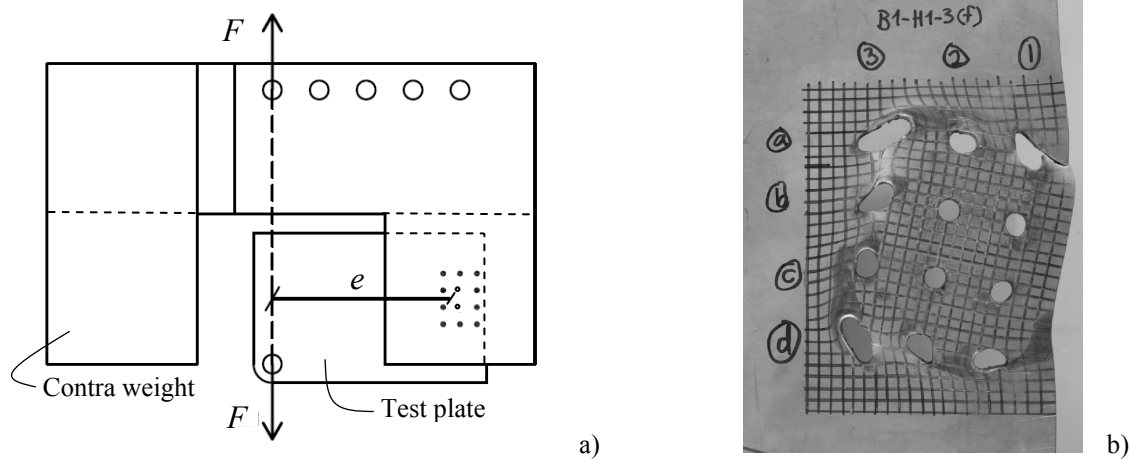 F
e
Contra weight
F
Test plate
a)
B1-H1-3(f)
3 2 1
a
b
c
d
b)